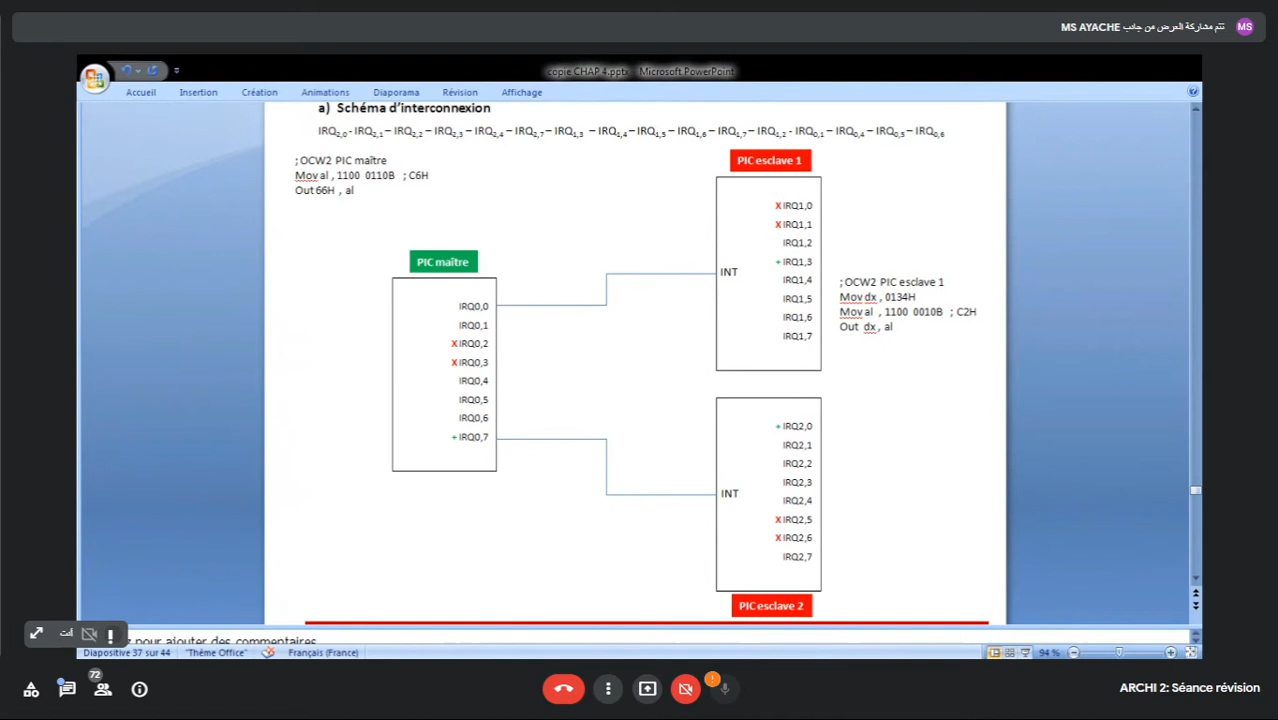 تتم مشاركة العرض من جانب MS AYACHE
MS
copie CHAP 4.pptx - Microsoft PowerPoint
Accueil Insertion Création Animations Diaporama Révision Affichage
a) Schéma d’interconnexion
IRQ2,0 - IRQ2,1 – IRQ2,2 – IRQ2,3 – IRQ2,4 – IRQ2,7 – IRQ1,3 – IRQ1,4 – IRQ1,5 – IRQ1,6 – IRQ1,7 – IRQ1,2 - IRQ0,1 – IRQ0,4 – IRQ0,5 – IRQ0,6
; OCW2 PIC maître
Mov al , 1100 0110B ; C6H
Out 66H , al
PIC esclave 1
X IRQ1,0
X IRQ1,1
IRQ1,2
+ IRQ1,3
INT
IRQ1,4
IRQ1,5
IRQ1,6
IRQ1,7
; OCW2 PIC esclave 1
Mov dx , 0134H
Mov al , 1100 0010B ; C2H
Out dx , al
PIC maître
IRQ0,0
IRQ0,1
X IRQ0,2
X IRQ0,3
IRQ0,4
IRQ0,5
IRQ0,6
+ IRQ0,7
+ IRQ2,0
IRQ2,1
IRQ2,2
IRQ2,3
INT
IRQ2,4
X IRQ2,5
X IRQ2,6
IRQ2,7
PIC esclave 2
أنت
z pour ajouter des commentaires
Diapositive 37 sur 44 "Thème Office" Français (France) 94 %
72
ARCHI 2: Séance révision